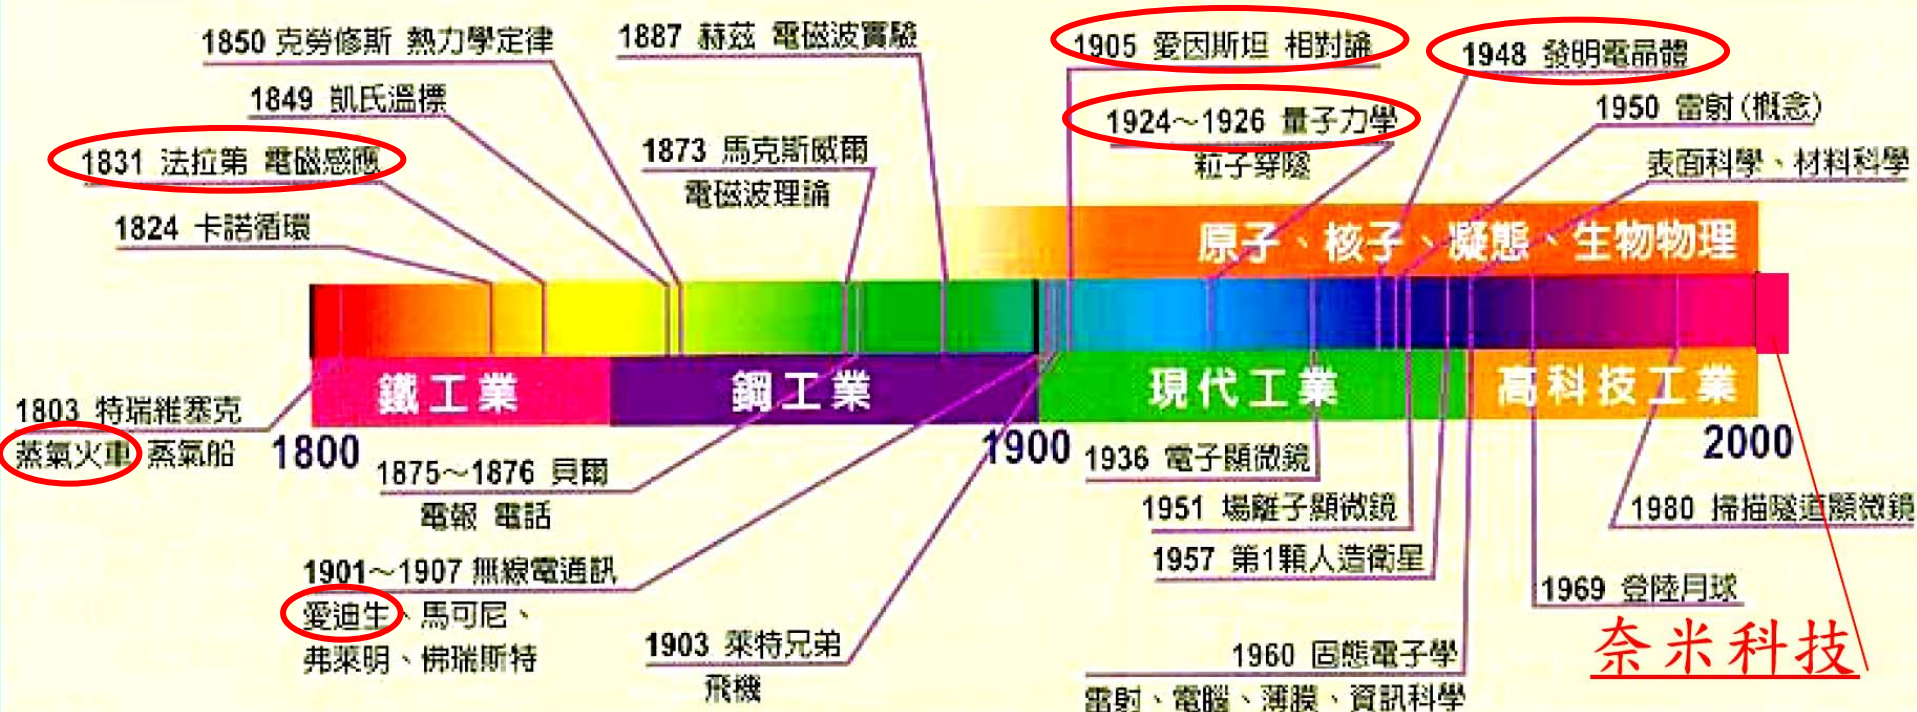 1850 克勞修斯 熱力學定律
1849 凱氏溫標
1831 法拉第 電磁感應
1824 卡諾循環
1887 赫茲 電磁波實驗
1873 馬克斯威爾
電磁波理論
1905 愛因斯坦 相對論
1924～1926 量子力學
粒子穿隧
1948 發明電晶體
1950 雷射(概念)
表面科學、材料科學
原子、核子、凝態、生物物理
鐵工業
鋼工業
現代工業
高科技工業
1800
1900
2000
1803 特瑞維塞克
蒸氣火車 蒸氣船
1875～1876 貝爾
電報 電話
1901～1907 無線電通訊
愛迪生、馬可尼、
弗萊明、佛瑞斯特
1903 萊特兄弟
飛機
1936 電子顯微鏡
1951 場離子顯微鏡
1957 第1顆人造衛星
1960 固態電子學
雷射、電腦、薄膜、資訊科學
1969 登陸月球
1980 掃描隧道顯微鏡
奈米科技